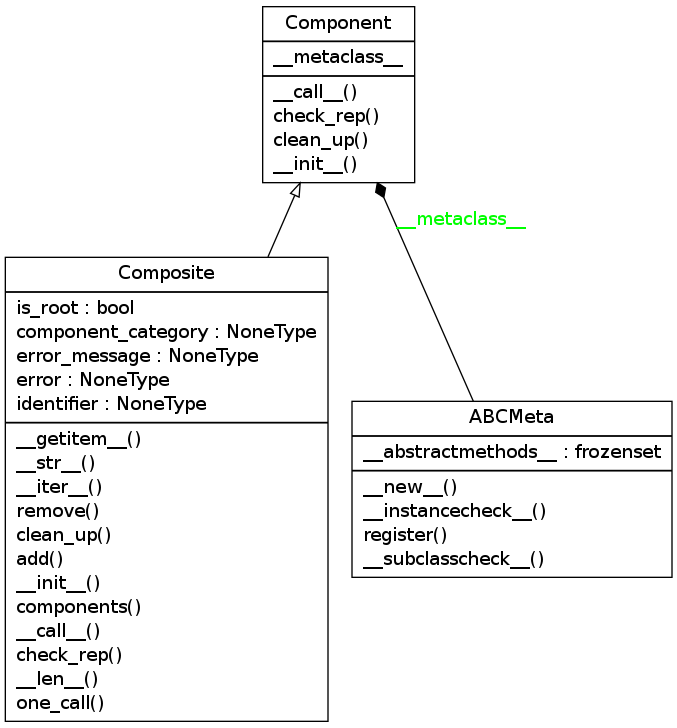 Component
__metaclass__
__call__()
check_rep()
clean_up()
__init__()
__metaclass__
Composite
is_root : bool
component_category : NoneType
error_message : NoneType
error : NoneType
identifier : NoneType
__getitem__()
__str__()
__iter__()
remove()
clean_up()
add()
__init__()
components()
__call__()
check_rep()
__len__()
one_call()
ABCMeta
__abstractmethods__ : frozenset
__new__()
__instancecheck__()
register()
__subclasscheck__()